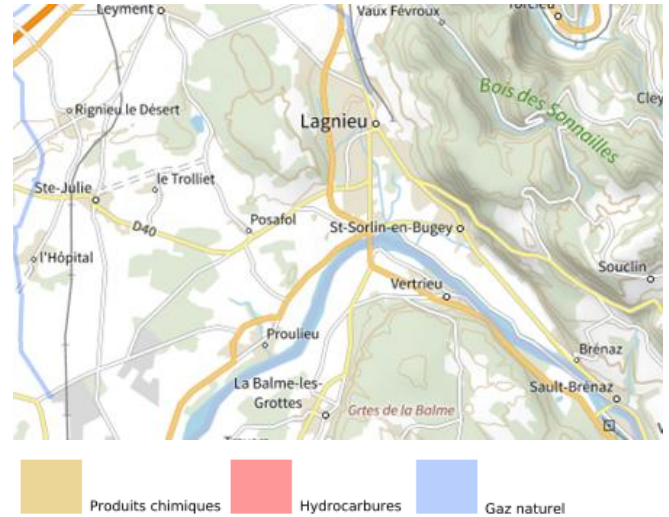 Leyment
Vaux Févroux
Torcieu
Bois des Sonnailles
Cley
Rignieu le Désert
Lagnieu
Ste-Julie
le Trolliet
D40
Posafol
St-Sorlin-en-Bugey
l'Hôpital
Souclin
Vertrieu
Proulieu
Brénaz
La Balme-les-
Grottes
Grtes de la Balme
Sault-Brénaz
Produits chimiques
Hydrocarbures
Gaz naturel